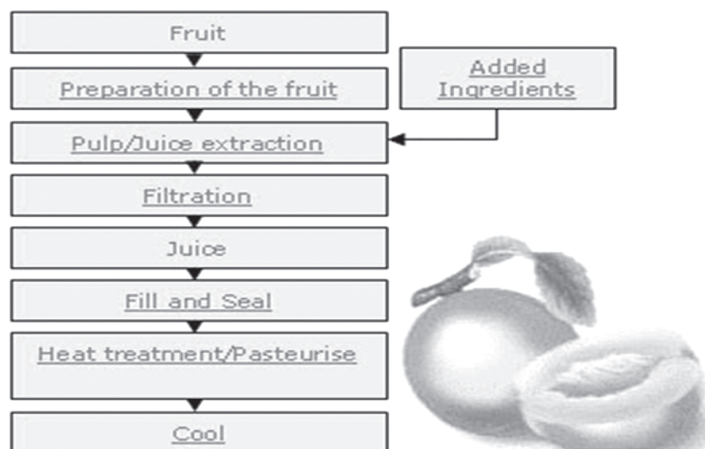 Fruit
Preparation of the fruit
Added
Ingredients
Pulp/Juice extraction
Filtration
Juice
Fill and Seal
Heat treatment/Pasteurise
Cool